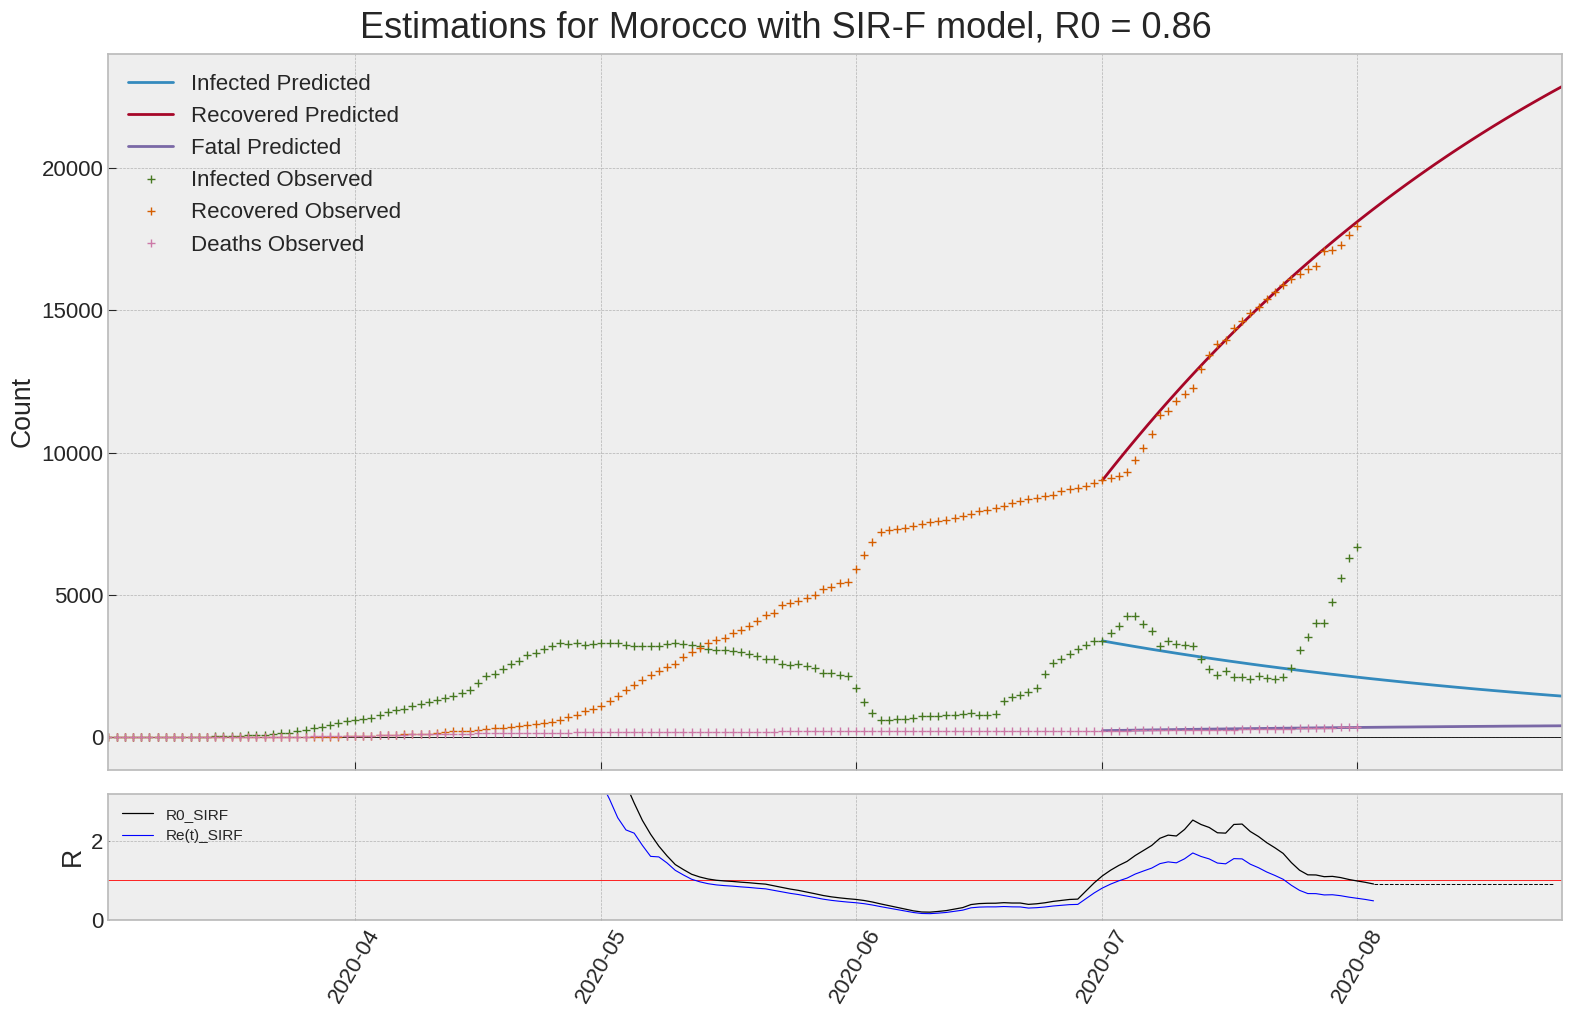 Estimations for Morocco with SIR-F model, R0 = 0.86
Infected Predicted
Recovered Predicted
Fatal Predicted
Infected Observed
Recovered Observed
Deaths Observed
20000
15000
10000
5000
0
Count
R0_SIRF
Re(t)_SIRF
2
0
R
2020-04
2020-05
2020-06
2020-07
2020-08